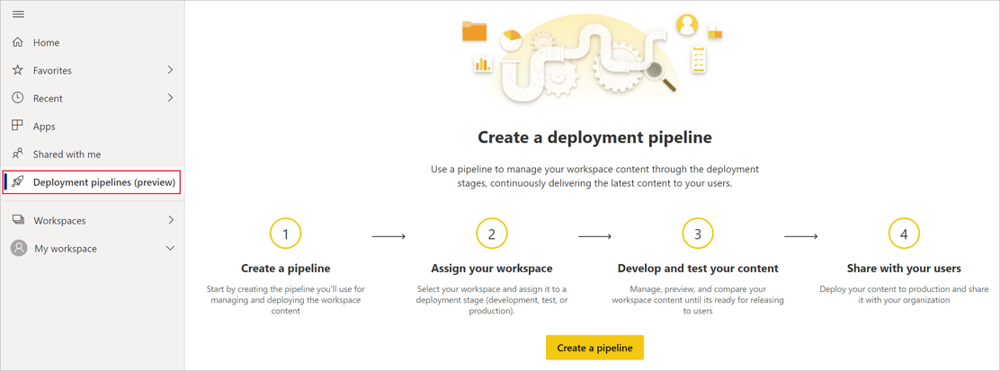 Home
Favorites
Recent
Apps
Shared with me
Deployment pipelines (preview)
Workspaces
My workspace
Create a deployment pipeline
Use a pipeline to manage your workspace content through the deployment
stages, continuously delivering the latest content to your users.
1
2
3
4
Create a pipeline
Start by creating the pipeline you'll use for
managing and deploying the workspace
content
Assign your workspace
Select your workspace and assign it to a
deployment stage (development, test, or
production).
Develop and test your content
Manage, preview, and compare your
workspace content until its ready for releasing
to users
Share with your users
Deploy your content to production and share
it with your organization
Create a pipeline